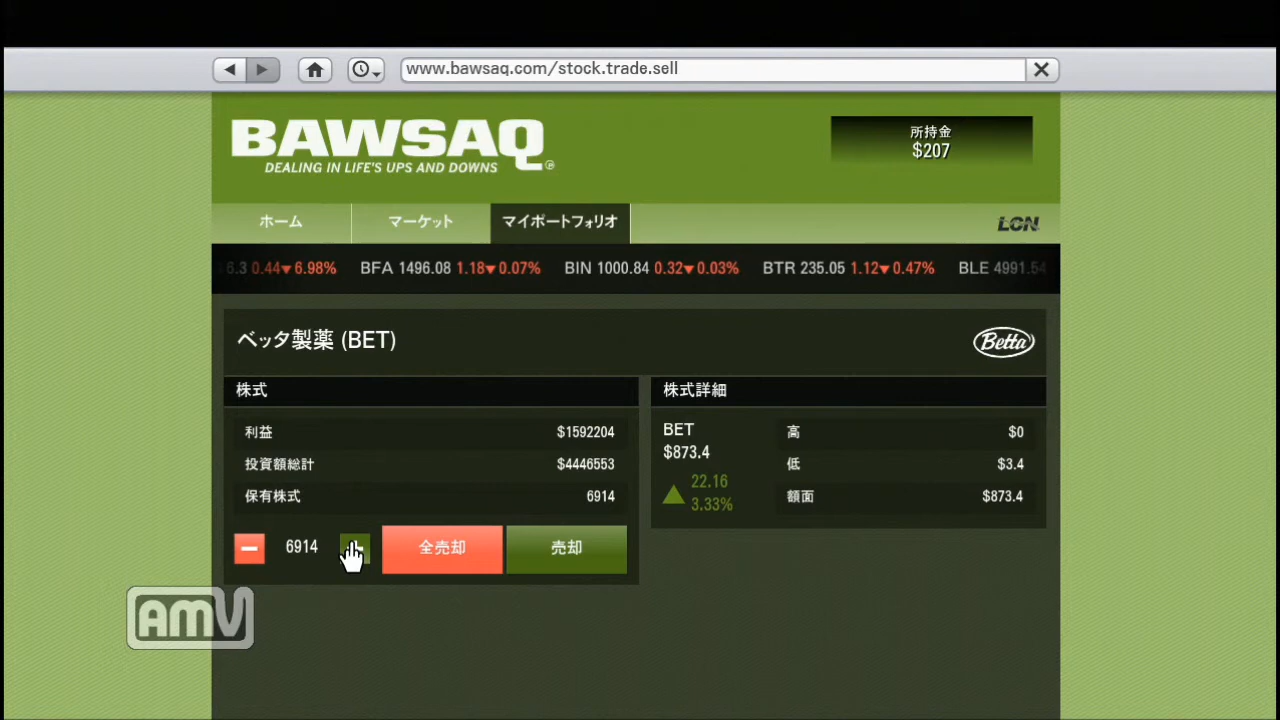 www.bawsaq.com/stock.trade.sell
BAWSAQ
DEALING IN LIFE'S UPS AND DOWNS
所持金
$207
ホーム マーケット マイポートフォリオ LCN
6.3 0.44▼6.98% BFA 1496.08 1.18▼0.07% BIN 1000.84 0.32▼0.03% BTR 235.05 1.12▼0.47% BLE 4991.54
ベッタ製薬 (BET) Betta
株式
利益 $1592204
投資額総計 $4446553
保有株式 6914
6914 全売却 売却
株式詳細
BET
$873.4
22.16
3.33%
高 $0
低 $3.4
額面 $873.4
AMV